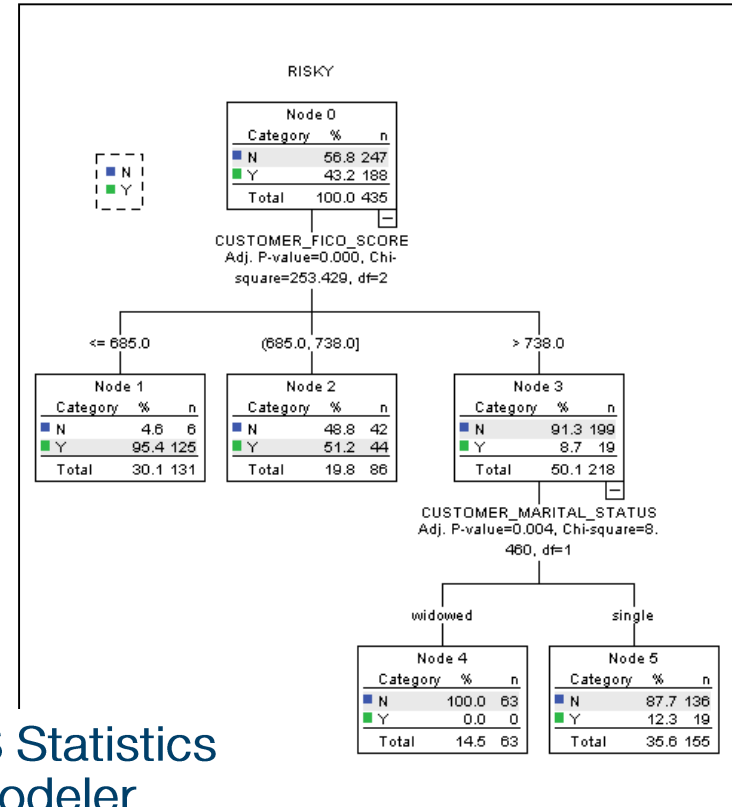 RISKY
Node 0
Category % n
N 56.8 247
Y 43.2 188
Total 100.0 435
N
Y
CUSTOMER_FICO_SCORE
Adj. P-value=0.000, Chi-
square=253.429, df=2
<= 685.0
(685.0, 738.0]
> 738.0
Node 1
Category % n
N 4.6 6
Y 95.4 125
Total 30.1 131
Node 2
Category % n
N 48.8 42
Y 51.2 44
Total 19.8 86
Node 3
Category % n
N 91.3 199
Y 8.7 19
Total 50.1 218
CUSTOMER_MARITAL_STATUS
Adj. P-value=0.004, Chi-square=8.
460, df=1
widowed
single
Node 4
Category % n
N 100.0 63
Y 0.0 0
Total 14.5 63
Node 5
Category % n
N 87.7 136
Y 12.3 19
Total 35.6 155
Statistics
odeler